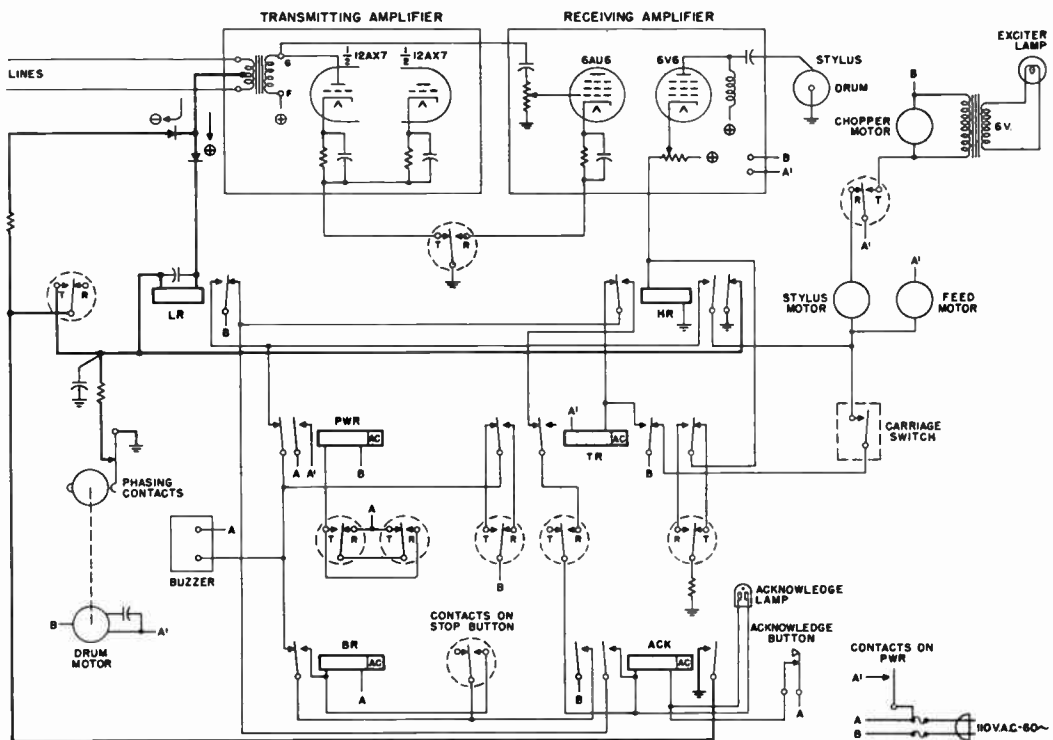 TRANSMITTING AMPLIFIER
RECEIVING AMPLIFIER
EXCITER
LAMP
LINES
G
F
⊕
½ 12AX7
½ 12AX7
6AU6
6V6
STYLUS
DRUM
B
CHOPPER
MOTOR
6 V.
⊖
⊕
⊕
⊕
B
A'
T
R
R
T
A'
T
R
LR
B
HR
STYLUS
MOTOR
A'
FEED
MOTOR
PWR
AC
A
A'
B
A'
TR
AC
B
CARRIAGE
SWITCH
PHASING
CONTACTS
A
BUZZER
T
R
A
T
R
T
R
B
T
R
R
T
ACKNOWLEDGE
LAMP
B
DRUM
MOTOR
A'
CONTACTS ON
STOP BUTTON
ACKNOWLEDGE
BUTTON
BR
AC
A
B
ACK
AC
A
CONTACTS ON
PWR
A'
A
B
110V.A.C-60~